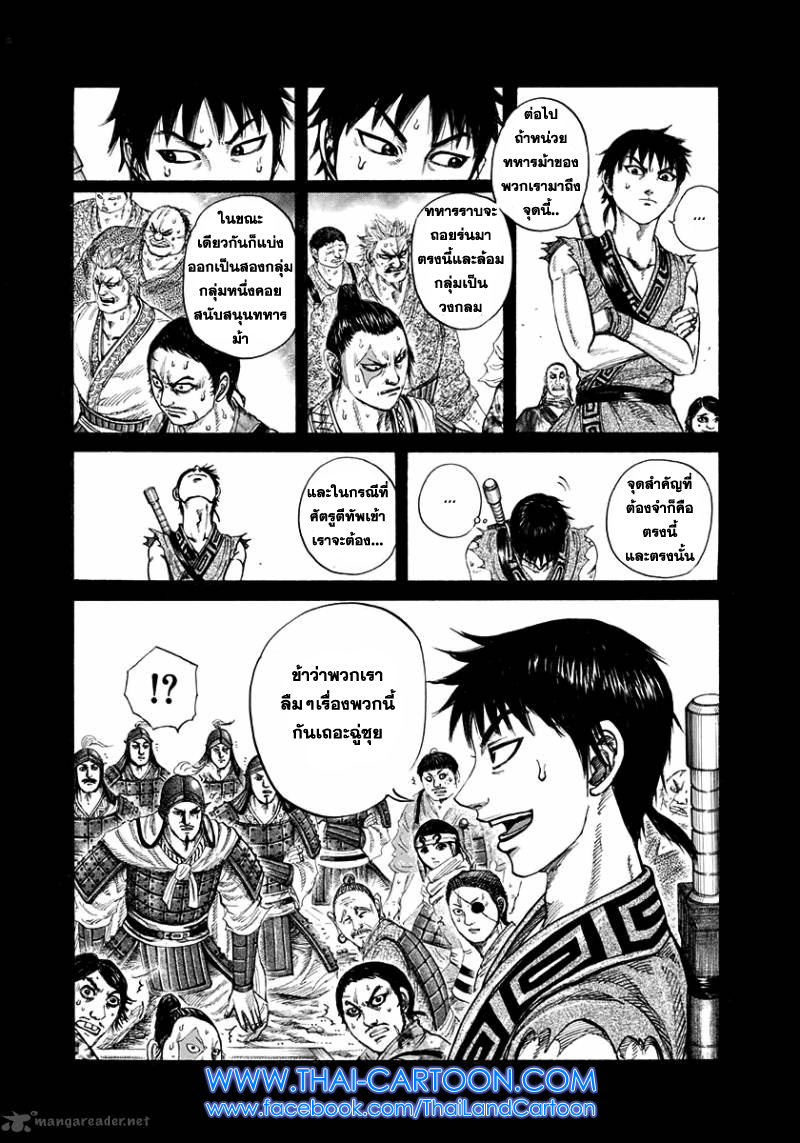 ต่อไป
ถ้าหน่วย
ทหารม้าของ
พวกเรามาถึง
จุดนี้..
...
ทหารราบจะ
ถอยร่นมา
ตรงนี้และล้อม
กลุ่มเป็น
วงกลม
ในขณะ
เดียวกันก็แบ่ง
ออกเป็นสองกลุ่ม
กลุ่มหนึ่งคอย
สนับสนุนทหาร
ม้า
จุดสำคัญที่
ต้องจำก็คือ
ตรงนี้
และตรงนั้น
...
และในกรณีที่
ศัตรูตีทัพเข้า
เราจะต้อง...
ข้าว่าพวกเรา
ลืมๆเรื่องพวกนี้
กันเถอะฉู่ซุย
!?
WWW.THAI-CARTOON.COM
www.facebook.com/ThaiLandCartoon
mangareader.net